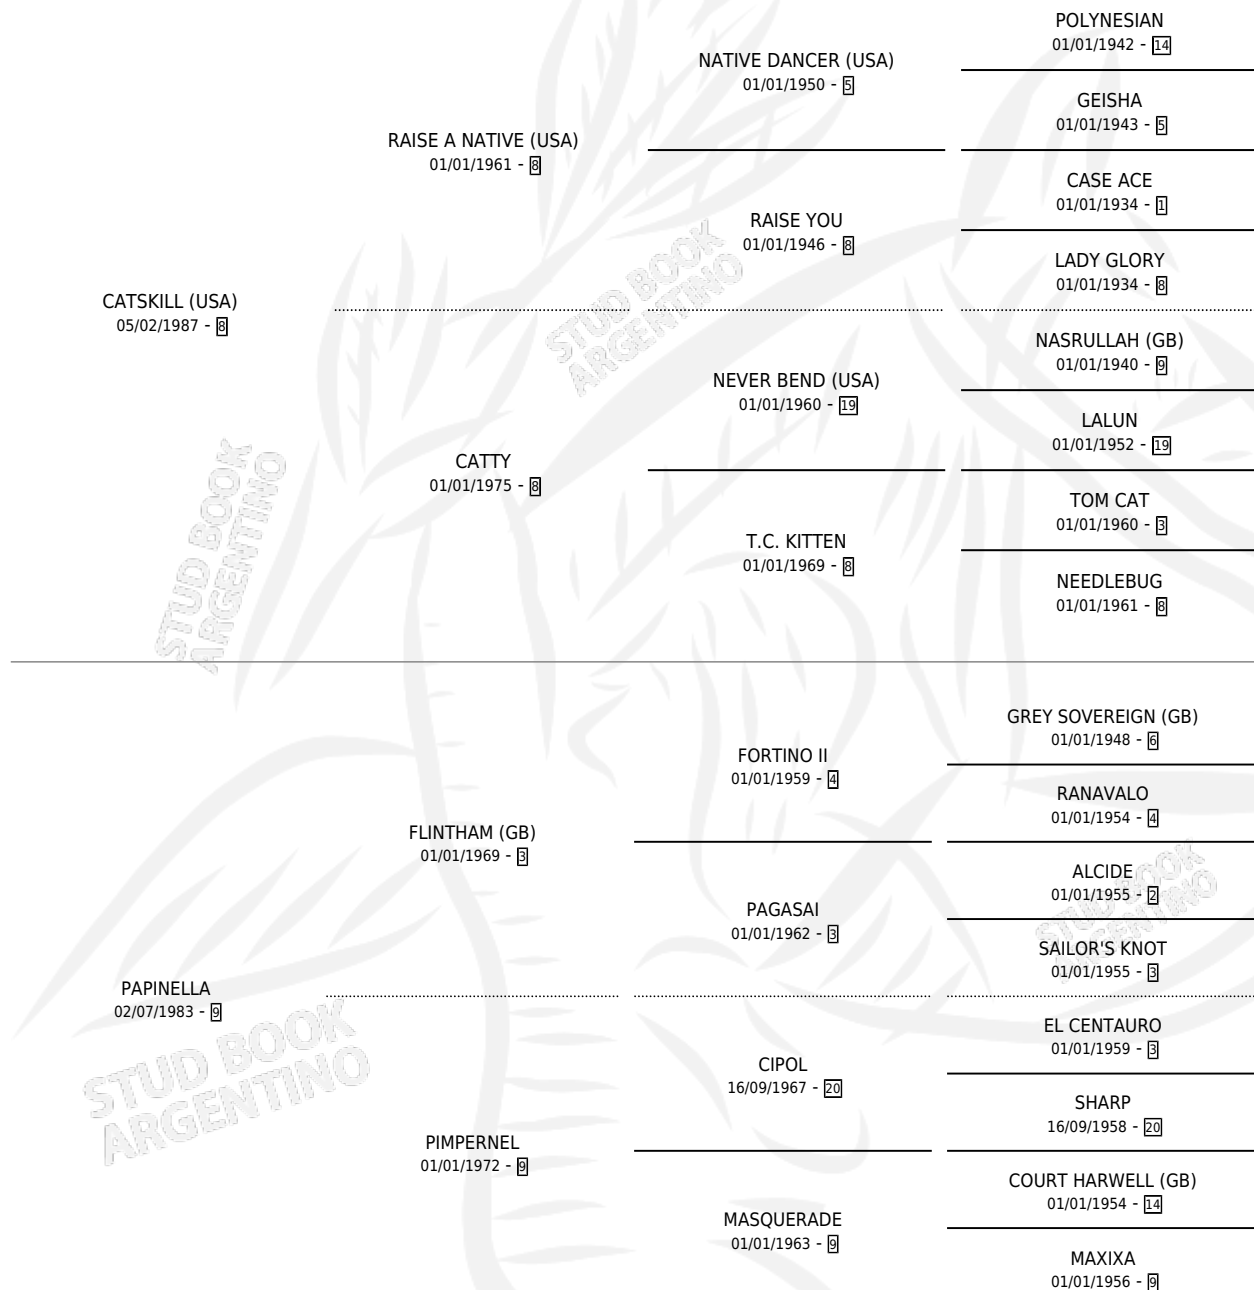 CATSKILL (USA)
05/02/1987 - 8
RAISE A NATIVE (USA)
01/01/1961 - 8
NATIVE DANCER (USA)
01/01/1950 - 5
POLYNESIAN
01/01/1942 - 14
GEISHA
01/01/1943 - 5
RAISE YOU
01/01/1946 - 8
CASE ACE
01/01/1934 - 1
LADY GLORY
01/01/1934 - 8
CATTY
01/01/1975 - 8
NEVER BEND (USA)
01/01/1960 - 19
NASRULLAH (GB)
01/01/1940 - 9
LALUN
01/01/1952 - 19
T.C. KITTEN
01/01/1969 - 8
TOM CAT
01/01/1960 - 3
NEEDLEBUG
01/01/1961 - 8
PAPINELLA
02/07/1983 - 9
FLINTHAM (GB)
01/01/1969 - 3
FORTINO II
01/01/1959 - 4
GREY SOVEREIGN (GB)
01/01/1948 - 6
RANAVALO
01/01/1954 - 4
PAGASAI
01/01/1962 - 3
ALCIDE
01/01/1955 - 2
SAILOR'S KNOT
01/01/1955 - 3
PIMPERNEL
01/01/1972 - 9
CIPOL
16/09/1967 - 20
EL CENTAURO
01/01/1959 - 3
SHARP
16/09/1958 - 20
MASQUERADE
01/01/1963 - 9
COURT HARWELL (GB)
01/01/1954 - 14
MAXIXA
01/01/1956 - 9
STUD BOOK
ARGENTINO
STUD BOOK
ARGENTINO
STUD BOOK
ARGENTINO
STUD BOOK
ARGENTINO